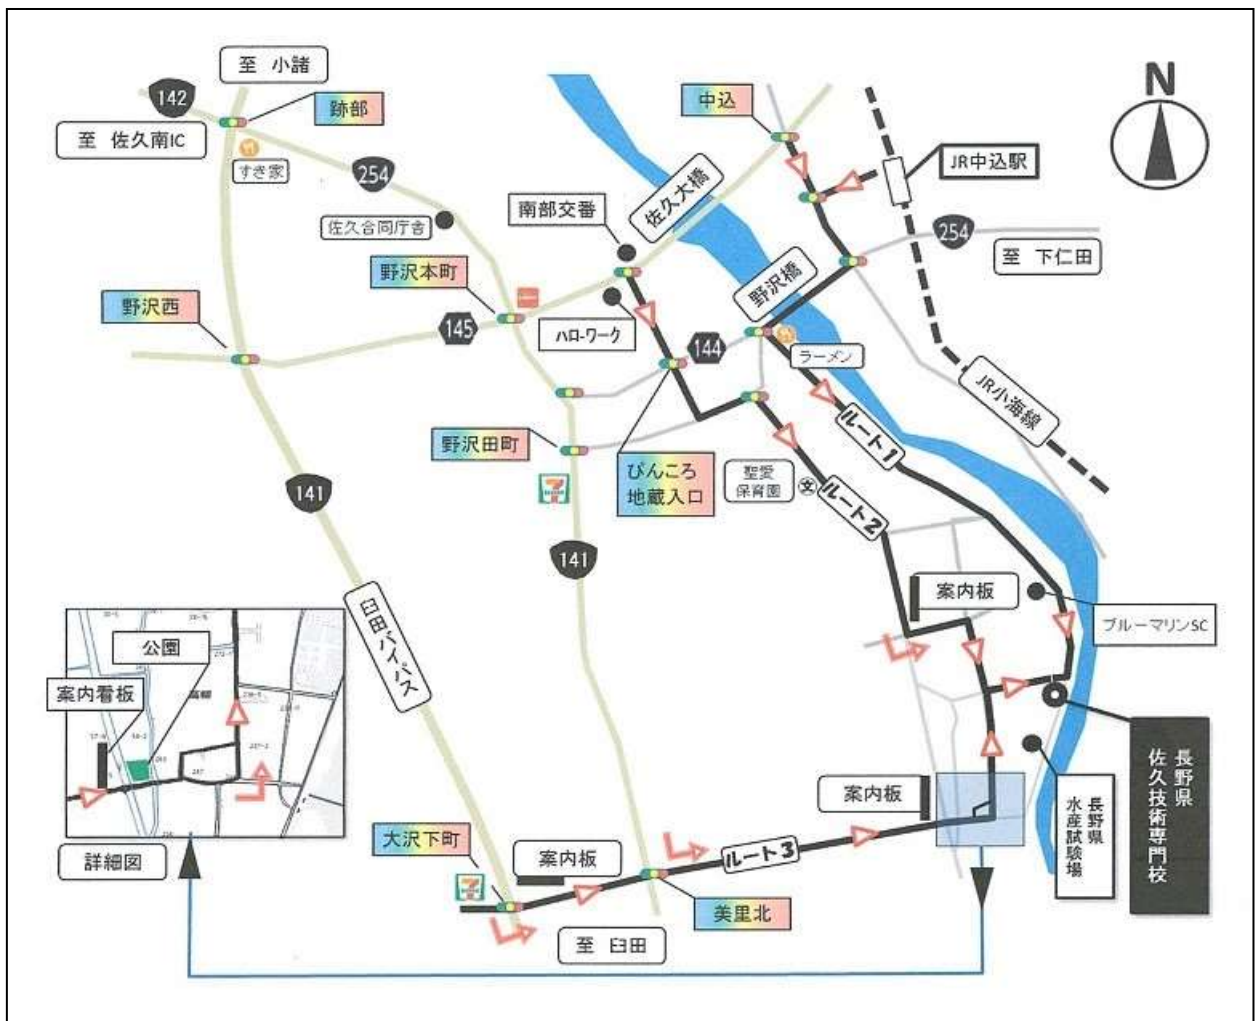 至 小諸
142
跡部
中込
N
至 佐久南IC
すき家
254
JR中込駅
佐久大橋
南部交番
佐久合同庁舎
254
至 下仁田
野沢本町
野沢橋
野沢西
145
ハローワーク
144
ラーメン
JR小海線
ルート1
野沢田町
ぴんころ
地蔵入口
聖愛
保育園
ルート2
141
7
141
案内板
ブルーマリンSC
臼田バイパス
公園
案内看板
長野県
佐久技術専門校
案内板
長野県
水産試験場
詳細図
大沢下町
案内板
ルート3
7
美里北
至 臼田